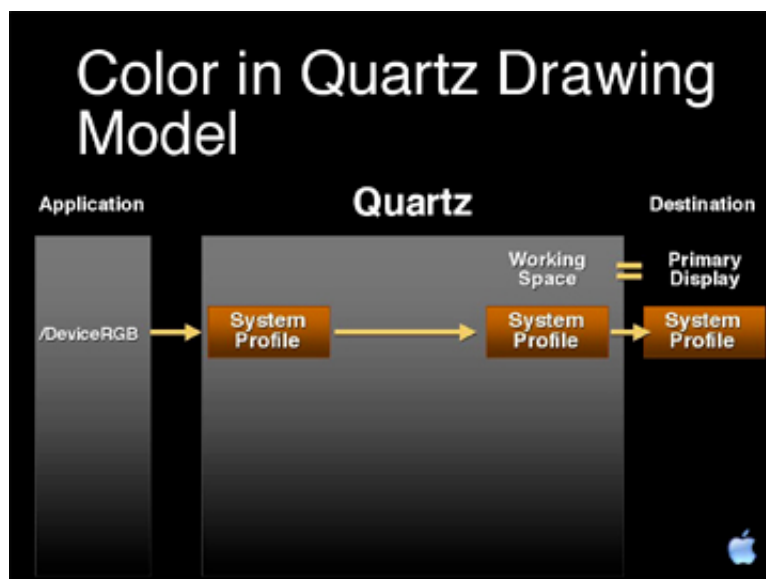 Color in Quartz Drawing
Model
Application
Quartz
Destination
Working
Space
=
Primary
Display
/DeviceRGB
System
Profile
System
Profile
System
Profile